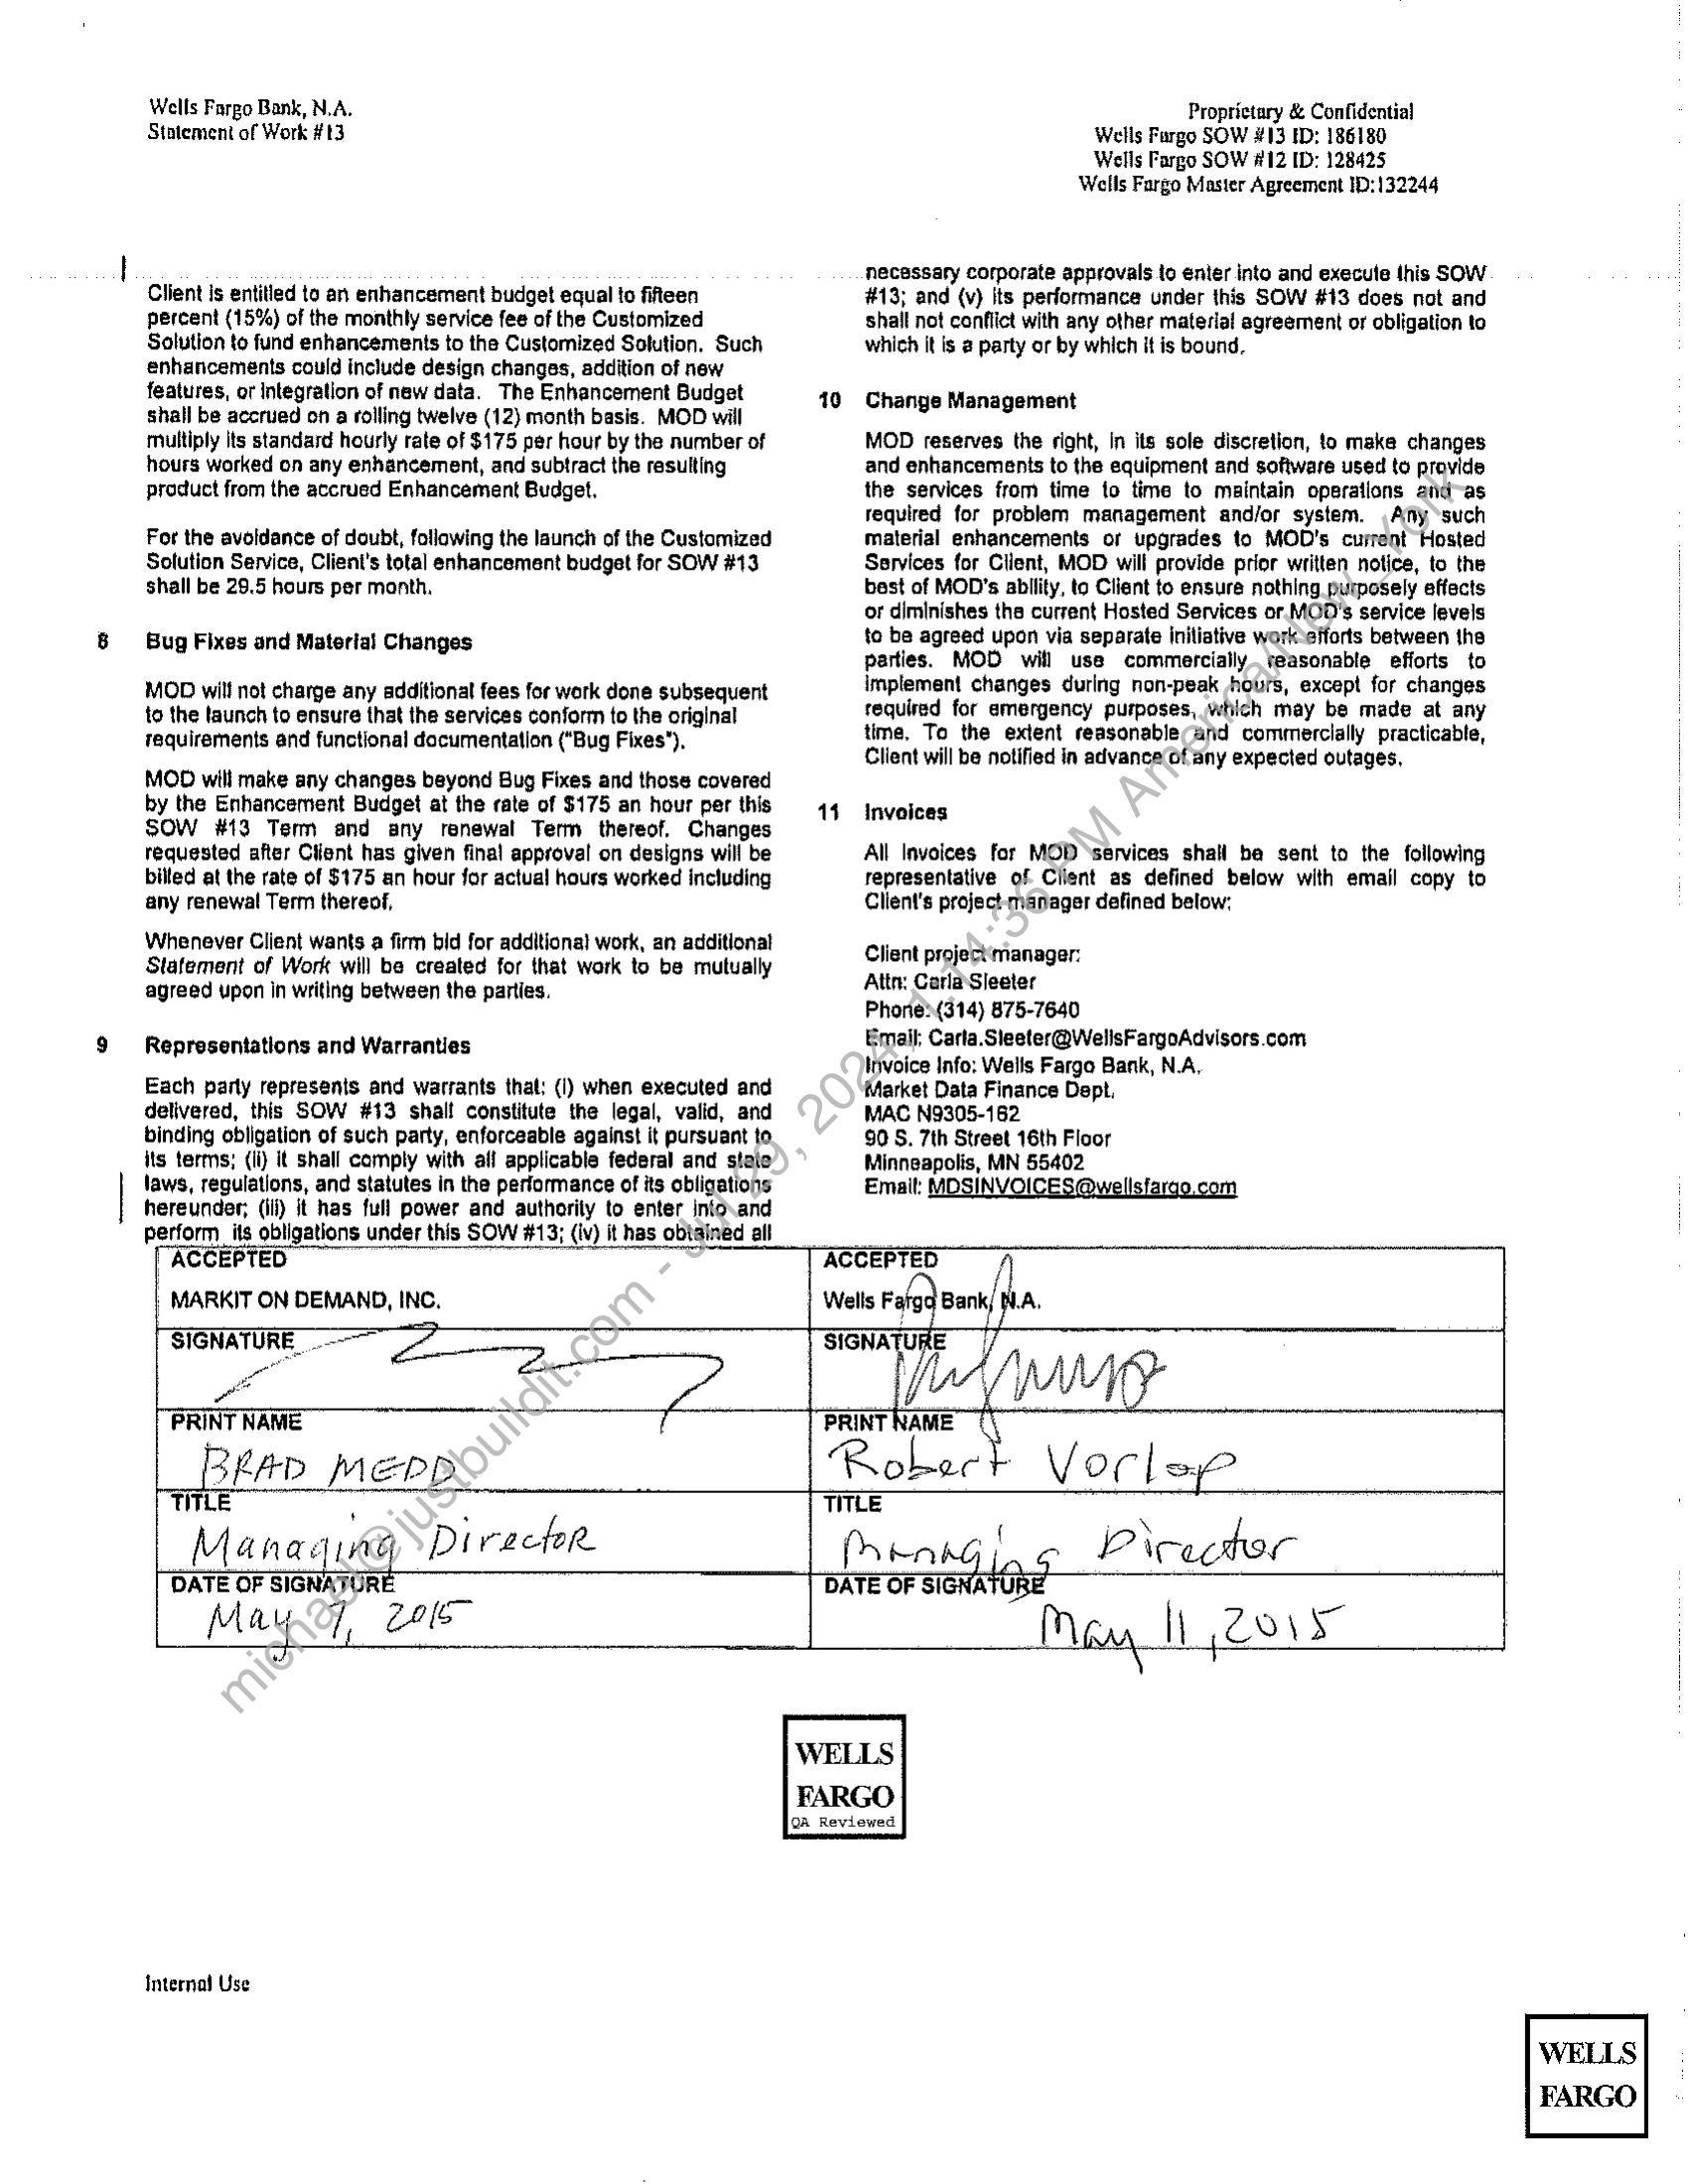 Wells Fargo Bank, N.A.
Statement of Work #13
Proprietary & Confidential
Wells Fargo SOW #13 ID: 186180
Wells Fargo SOW #12 ID: 128425
Wells Fargo Master Agreement ID:132244
Client is entitled to an enhancement budget equal to fifteen
percent (15%) of the monthly service fee of the Customized
Solution to fund enhancements to the Customized Solution. Such
enhancements could include design changes, addition of new
features, or integration of new data. The Enhancement Budget
shall be accrued on a rolling twelve (12) month basis. MOD will
multiply its standard hourly rate of $175 per hour by the number of
hours worked on any enhancement, and subtract the resulting
product from the accrued Enhancement Budget.
For the avoidance of doubt, following the launch of the Customized
Solution Service, Client's total enhancement budget for SOW #13
shall be 29.5 hours per month.
8 Bug Fixes and Material Changes
MOD will not charge any additional fees for work done subsequent
to the launch to ensure that the services conform to the original
requirements and functional documentation ("Bug Fixes").
MOD will make any changes beyond Bug Fixes and those covered
by the Enhancement Budget at the rate of $175 an hour per this
SOW #13 Term and any renewal Term thereof. Changes
requested after Client has given final approval on designs will be
billed at the rate of $175 an hour for actual hours worked including
any renewal Term thereof.
Whenever Client wants a firm bid for additional work, an additional
Statement of Work will be created for that work to be mutually
agreed upon in writing between the parties.
9 Representations and Warranties
Each party represents and warrants that: (i) when executed and
delivered, this SOW #13 shall constitute the legal, valid, and
binding obligation of such party, enforceable against it pursuant to
its terms; (ii) it shall comply with all applicable federal and state
laws, regulations, and statutes in the performance of its obligations
hereunder; (iii) it has full power and authority to enter into and
perform its obligations under this SOW #13; (iv) it has obtained all
necessary corporate approvals to enter into and execute this SOW
#13; and (v) its performance under this SOW #13 does not and
shall not conflict with any other material agreement or obligation to
which it is a party or by which it is bound.
10 Change Management
MOD reserves the right, in its sole discretion, to make changes
and enhancements to the equipment and software used to provide
the services from time to time to maintain operations and as
required for problem management and/or system. Any such
material enhancements or upgrades to MOD's current Hosted
Services for Client, MOD will provide prior written notice, to the
best of MOD's ability, to Client to ensure nothing purposely effects
or diminishes the current Hosted Services or MOD's service levels
to be agreed upon via separate initiative work efforts between the
parties. MOD will use commercially reasonable efforts to
implement changes during non-peak hours, except for changes
required for emergency purposes, which may be made at any
time. To the extent reasonable and commercially practicable,
Client will be notified in advance of any expected outages.
11 Invoices
All Invoices for MOD services shall be sent to the following
representative of Client as defined below with email copy to
Client's project manager defined below:
Client project manager:
Attn: Carla Sleeter
Phone: (314) 875-7640
Email: Carla.Sleeter@WellsFargoAdvisors.com
Invoice Info: Wells Fargo Bank, N.A.
Market Data Finance Dept.
MAC N9305-162
90 S. 7th Street 16th Floor
Minneapolis, MN 55402
Email: MDSINVOICES@wellsfargo.com
ACCEPTED
MARKIT ON DEMAND, INC.
SIGNATURE
PRINT NAME
BRAD MEDD
TITLE
Managing Director
DATE OF SIGNATURE
May 7, 2015
ACCEPTED
Wells Fargo Bank, N.A.
SIGNATURE
PRINT NAME
Robert Vorlop
TITLE
Managing Director
DATE OF SIGNATURE
May 11, 2015
michael@justbuildit.com - Jul 29, 2024, 1:14:36 PM America/New_York
WELLS
FARGO
QA Reviewed
Internal Use
WELLS
FARGO